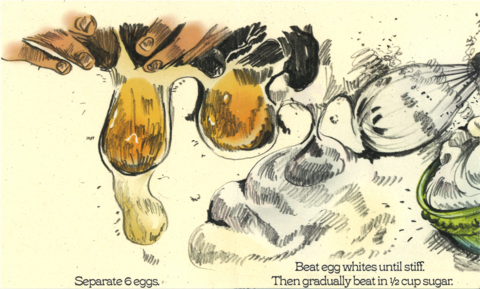 Separate 6 eggs.
Beat egg whites until stiff.
Then gradually beat in ½ cup sugar.